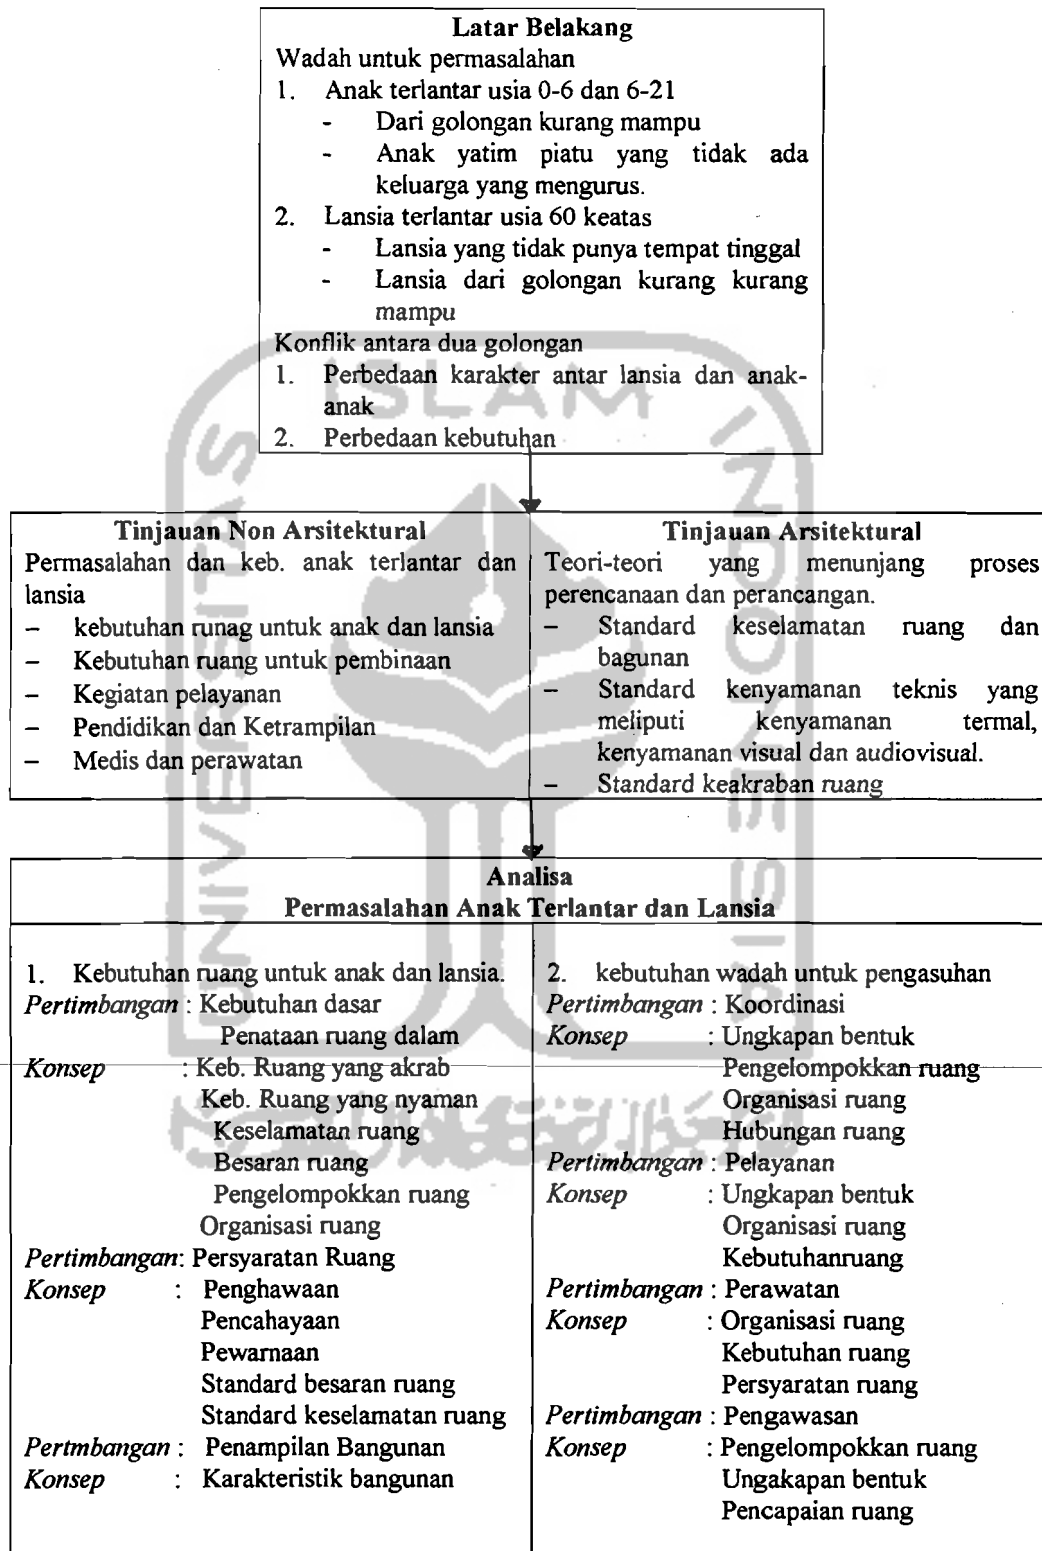 Latar Belakang
Wadah untuk permasalahan
1. Anak terlantar usia 0-6 dan 6-21
- Dari golongan kurang mampu
- Anak yatim piatu yang tidak ada
keluarga yang mengurus.
2. Lansia terlantar usia 60 keatas
- Lansia yang tidak punya tempat tinggal
- Lansia dari golongan kurang kurang
mampu
Konflik antara dua golongan
1. Perbedaan karakter antar lansia dan anak-
anak
2. Perbedaan kebutuhan
Tinjauan Non Arsitektural
Permasalahan dan keb. anak terlantar dan
lansia
– kebutuhan runag untuk anak dan lansia
– Kebutuhan ruang untuk pembinaan
– Kegiatan pelayanan
– Pendidikan dan Ketrampilan
– Medis dan perawatan
Tinjauan Arsitektural
Teori-teori yang menunjang proses
perencanaan dan perancangan.
– Standard keselamatan ruang dan
bagunan
– Standard kenyamanan teknis yang
meliputi kenyamanan termal,
kenyamanan visual dan audiovisual.
– Standard keakraban ruang
Analisa
Permasalahan Anak Terlantar dan Lansia
1. Kebutuhan ruang untuk anak dan lansia.
Pertimbangan : Kebutuhan dasar
Penataan ruang dalam
Konsep : Keb. Ruang yang akrab
Keb. Ruang yang nyaman
Keselamatan ruang
Besaran ruang
Pengelompokkan ruang
Organisasi ruang
Pertimbangan: Persyaratan Ruang
Konsep : Penghawaan
Pencahayaan
Pewarnaan
Standard besaran ruang
Standard keselamatan ruang
Pertmbangan : Penampilan Bangunan
Konsep : Karakteristik bangunan
2. kebutuhan wadah untuk pengasuhan
Pertimbangan : Koordinasi
Konsep : Ungkapan bentuk
Pengelompokkan ruang
Organisasi ruang
Hubungan ruang
Pertimbangan : Pelayanan
Konsep : Ungkapan bentuk
Organisasi ruang
Kebutuhanruang
Pertimbangan : Perawatan
Konsep : Organisasi ruang
Kebutuhan ruang
Persyaratan ruang
Pertimbangan : Pengawasan
Konsep : Pengelompokkan ruang
Ungakapan bentuk
Pencapaian ruang
UNIVERSITAS
ISLAM
INDONESIA